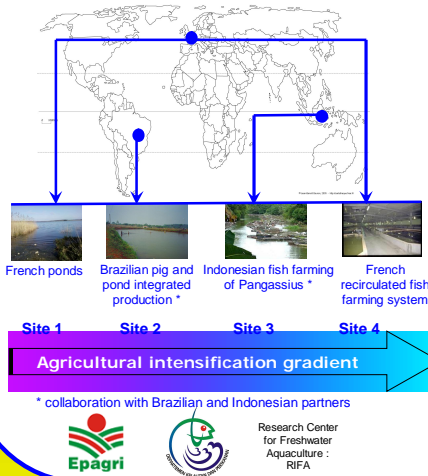 French ponds
Brazilian pig and
pond integrated
production *
Indonesian fish farming
of Pangassius *
French
recirculated fish
farming system
Site 1 Site 2 Site 3 Site 4
Agricultural intensification gradient
* collaboration with Brazilian and Indonesian partners
Epagri
Research Center
for Freshwater
Aquaculture :
RIFA